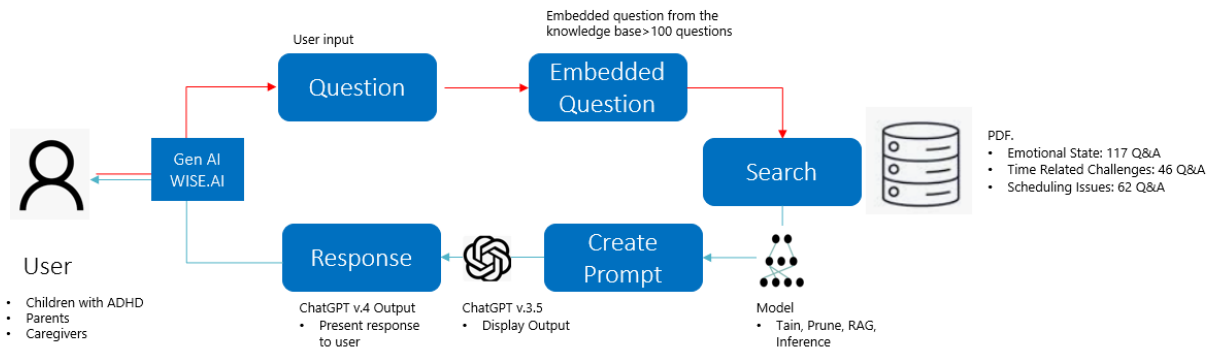 Embedded question from the
knowledge base>100 questions
User input
Question
Embedded
Question
Gen AI
WISE.AI
Search
PDF.
• Emotional State: 117 Q&A
• Time Related Challenges: 46 Q&A
• Scheduling Issues: 62 Q&A
User
• Children with ADHD
• Parents
• Caregivers
Response
Create
Prompt
ChatGPT v.4 Output
• Present response
to user
ChatGPT v.3.5
• Display Output
Model
• Tain, Prune, RAG,
Inference